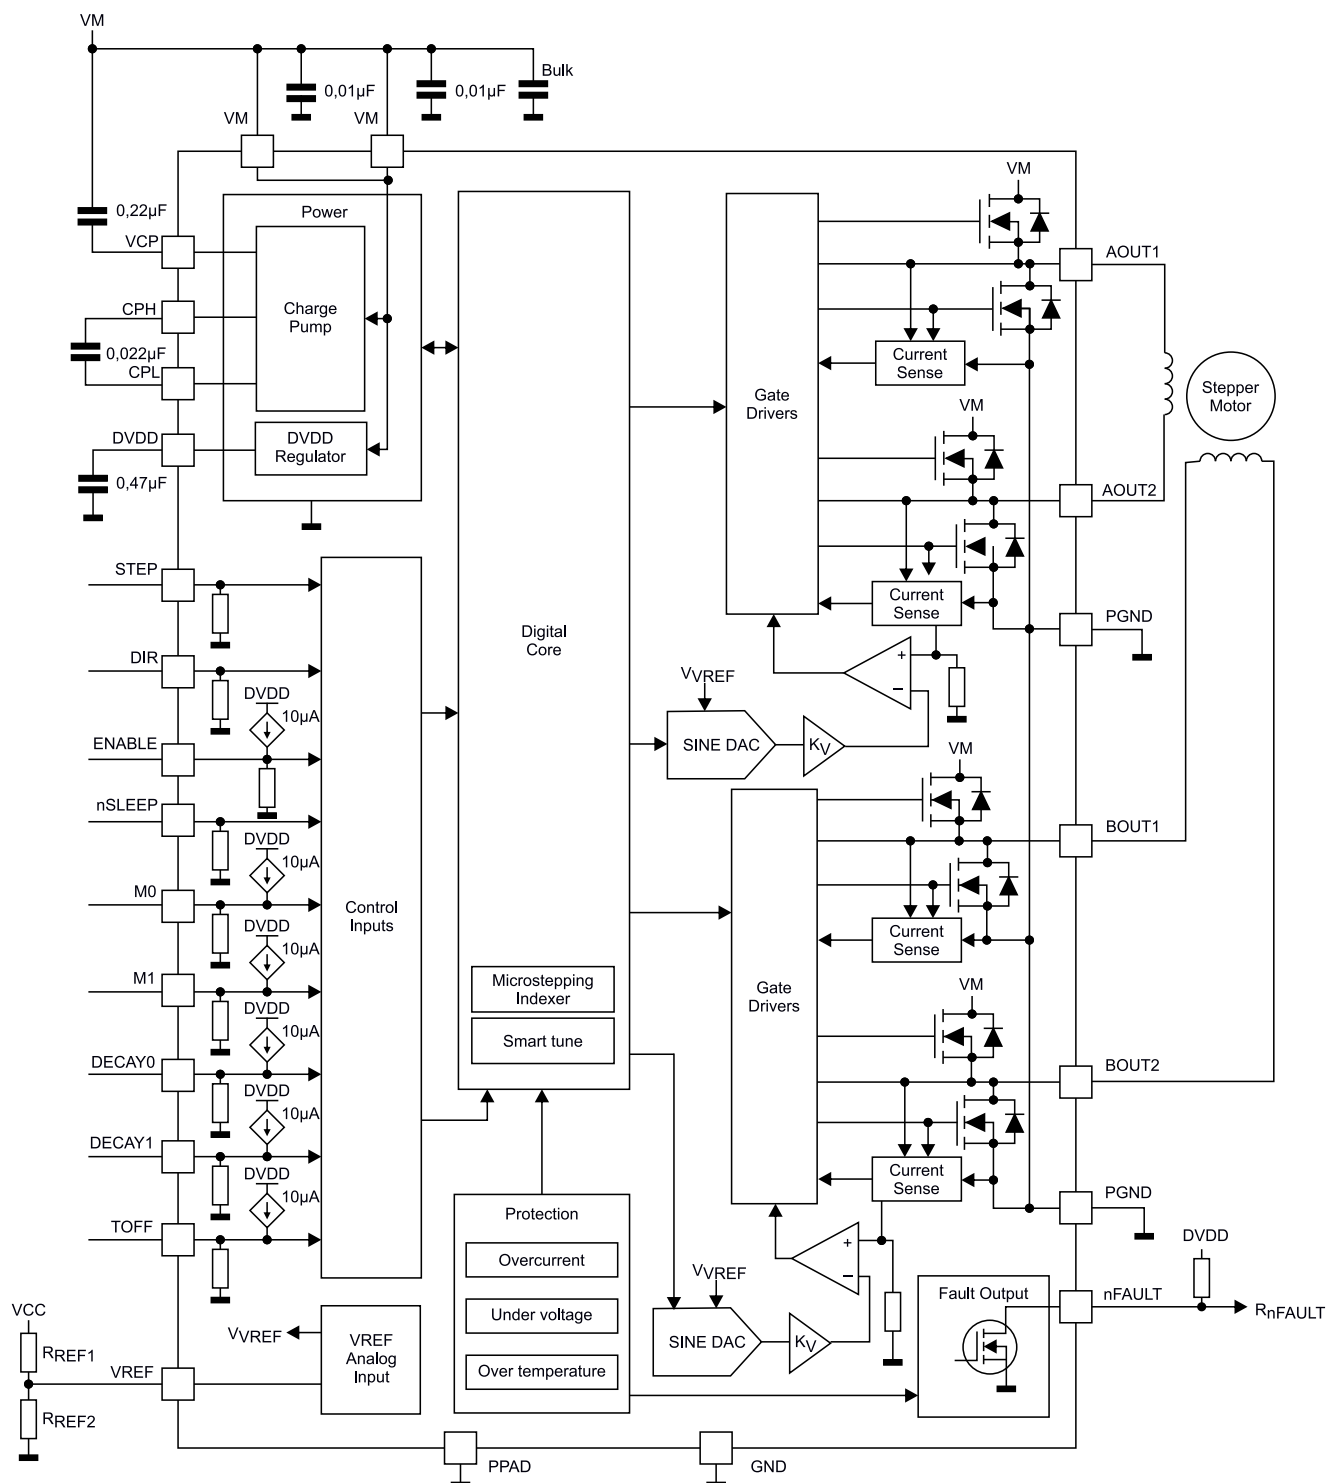 VM
0,01µF
0,01µF
Bulk
VM
VM
VM
0,22µF
Power
VCP
AOUT1
CPH
Charge
Pump
0,022µF
CPL
Current
Sense
Stepper
Motor
Gate
Drivers
VM
DVDD
DVDD
Regulator
0,47µF
AOUT2
STEP
Current
Sense
PGND
Digital
Core
DIR
DVDD
10µA
VVREF
+
−
ENABLE
SINE DAC
KV
VM
nSLEEP
DVDD
10µA
BOUT1
M0
Control
Inputs
DVDD
10µA
Current
Sense
M1
Microstepping
Indexer
Gate
Drivers
VM
DVDD
10µA
Smart tune
DECAY0
BOUT2
DVDD
10µA
DECAY1
Current
Sense
DVDD
10µA
PGND
TOFF
Protection
Overcurrent
+
−
DVDD
VVREF
Fault Output
nFAULT
RnFAULT
VCC
Under voltage
VVREF
VREF
Analog
Input
SINE DAC
KV
RREF1
VREF
Over temperature
RREF2
PPAD
GND